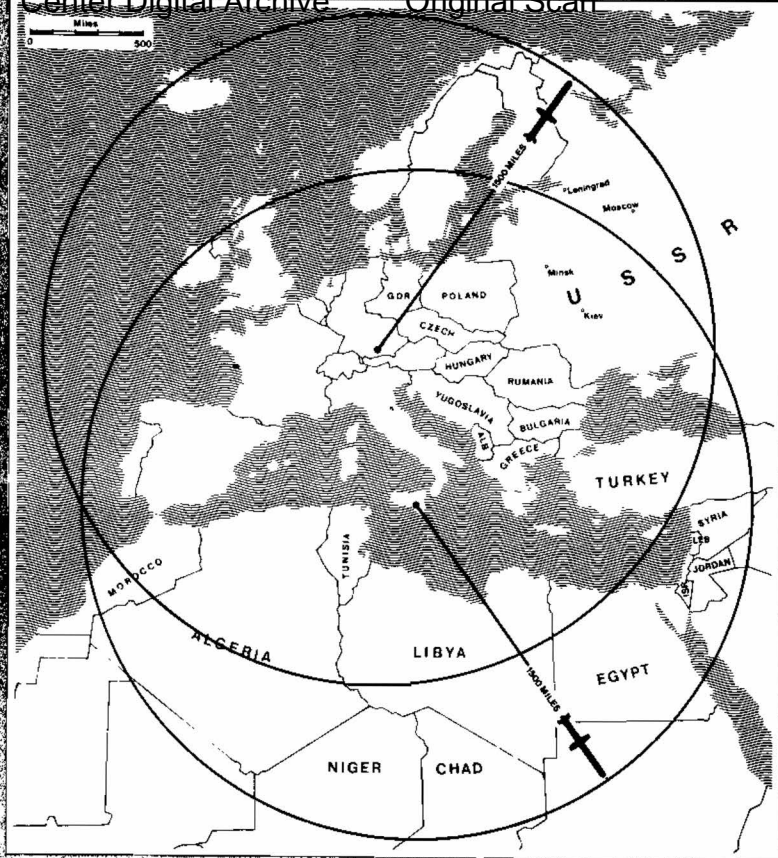 Center Digital Archive Original Scan
Miles
0 500
1500 MILES
Leningrad
Moscow
U S S R
Minsk
Kiev
GDR
POLAND
CZECH
HUNGARY
RUMANIA
YUGOSLAVIA
BULGARIA
ALB
GREECE
TURKEY
SYRIA
LEB
JORDAN
ISR
TUNISIA
MOROCCO
ALGERIA
LIBYA
EGYPT
1500 MILES
NIGER
CHAD